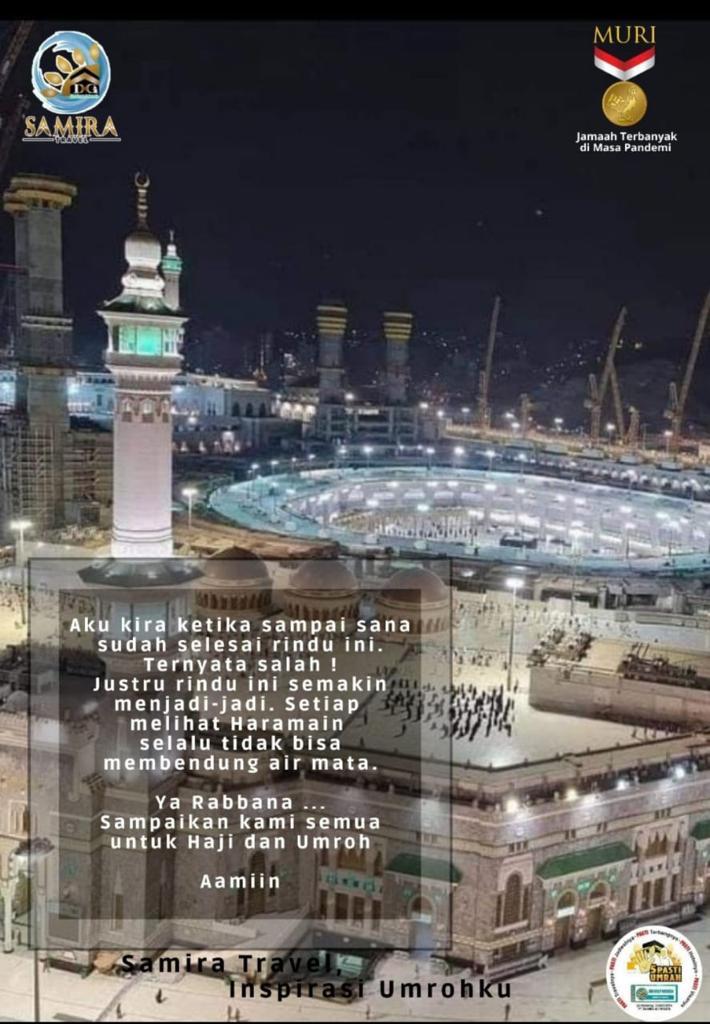 SAMIRA
TRAVEL
MURI
Jamaah Terbanyak
di Masa Pandemi
Aku kira ketika sampai sana
sudah selesai rindu ini.
Ternyata salah !
Justru rindu ini semakin
menjadi-jadi. Setiap
melihat Haramain
selalu tidak bisa
membendung air mata.
Ya Rabbana ...
Sampaikan kami semua
untuk Haji dan Umroh
Aamiin
Samira Travel,
Inspirasi Umrohku
5 PASTI
UMRAH